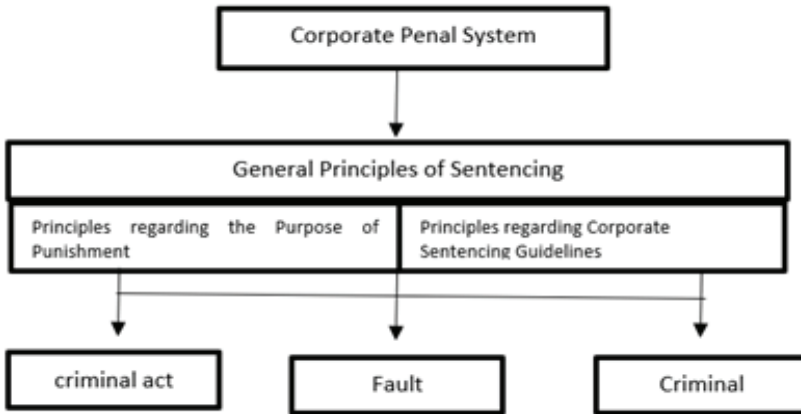 Corporate Penal System
General Principles of Sentencing
Principles regarding the Purpose of
Punishment
Principles regarding Corporate
Sentencing Guidelines
criminal act
Fault
Criminal